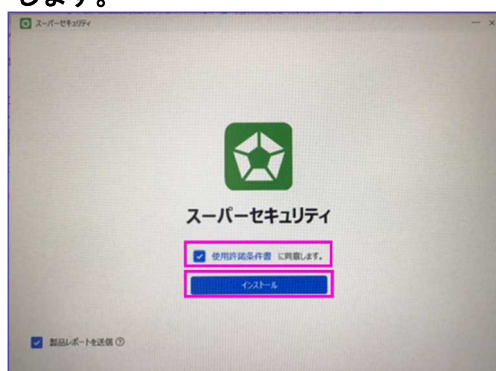 します。
スーパーセキュリティ
スーパーセキュリティ
使用許諾条件書 に同意します。
インストール
製品レポートを送信